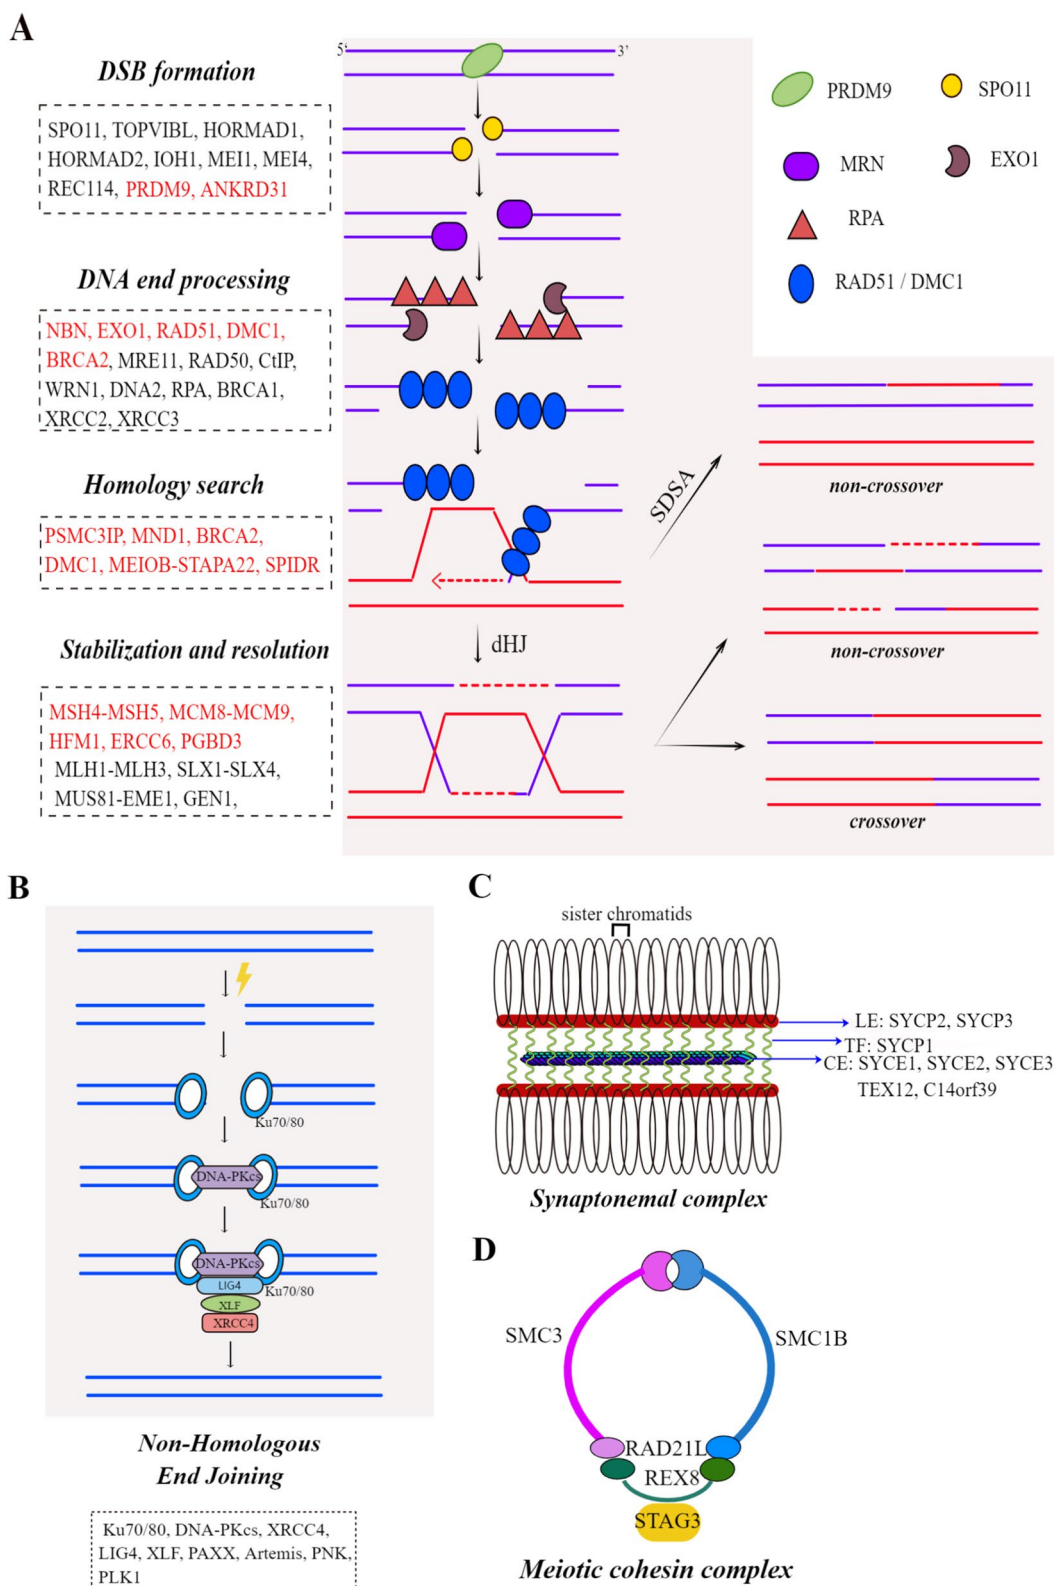 A
DSB formation
SPO11, TOPVIBL, HORMAD1,
HORMAD2, IOH1, MEI1, MEI4,
REC114, PRDM9, ANKRD31
DNA end processing
NBN, EXO1, RAD51, DMC1,
BRCA2, MRE11, RAD50, CtIP,
WRN1, DNA2, RPA, BRCA1,
XRCC2, XRCC3
Homology search
PSMC3IP, MND1, BRCA2,
DMC1, MEIOB-STAPA22, SPIDR
Stabilization and resolution
MSH4-MSH5, MCM8-MCM9,
HFM1, ERCC6, PGBD3
MLH1-MLH3, SLX1-SLX4,
MUS81-EME1, GEN1,
5'
3'
dHJ
PRDM9
SPO11
MRN
EXO1
RPA
RAD51 / DMC1
SDSA
non-crossover
non-crossover
crossover
B
Ku70/80
DNA-PKcs
Ku70/80
DNA-PKcs
LIG4
Ku70/80
XLF
XRCC4
Non-Homologous
End Joining
Ku70/80, DNA-PKcs, XRCC4,
LIG4, XLF, PAXX, Artemis, PNK,
PLK1
C
sister chromatids
LE: SYCP2, SYCP3
TF: SYCP1
CE: SYCE1, SYCE2, SYCE3
TEX12, C14orf39
Synaptonemal complex
D
SMC3
SMC1B
RAD21L
REX8
STAG3
Meiotic cohesin complex